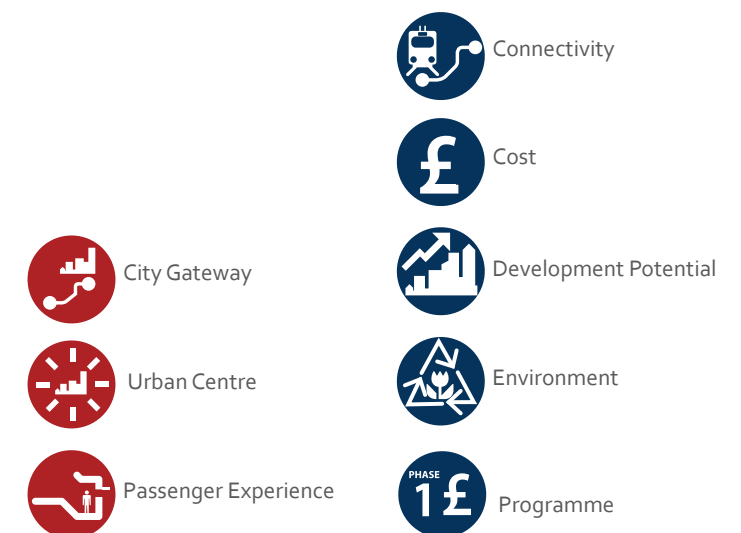 Connectivity
£
Cost
City Gateway
Development Potential
Urban Centre
Environment
Passenger Experience
PHASE
1£
Programme